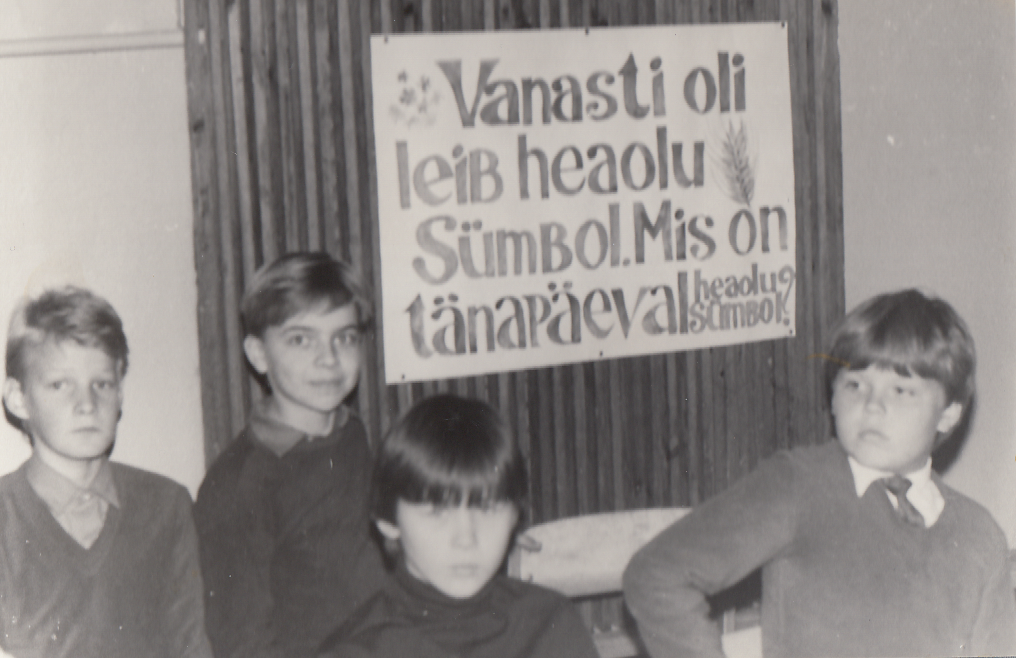 Vanasti oli
leib heaolu
Sümbol. Mis on
tänapäeval heaolu
sümbol?